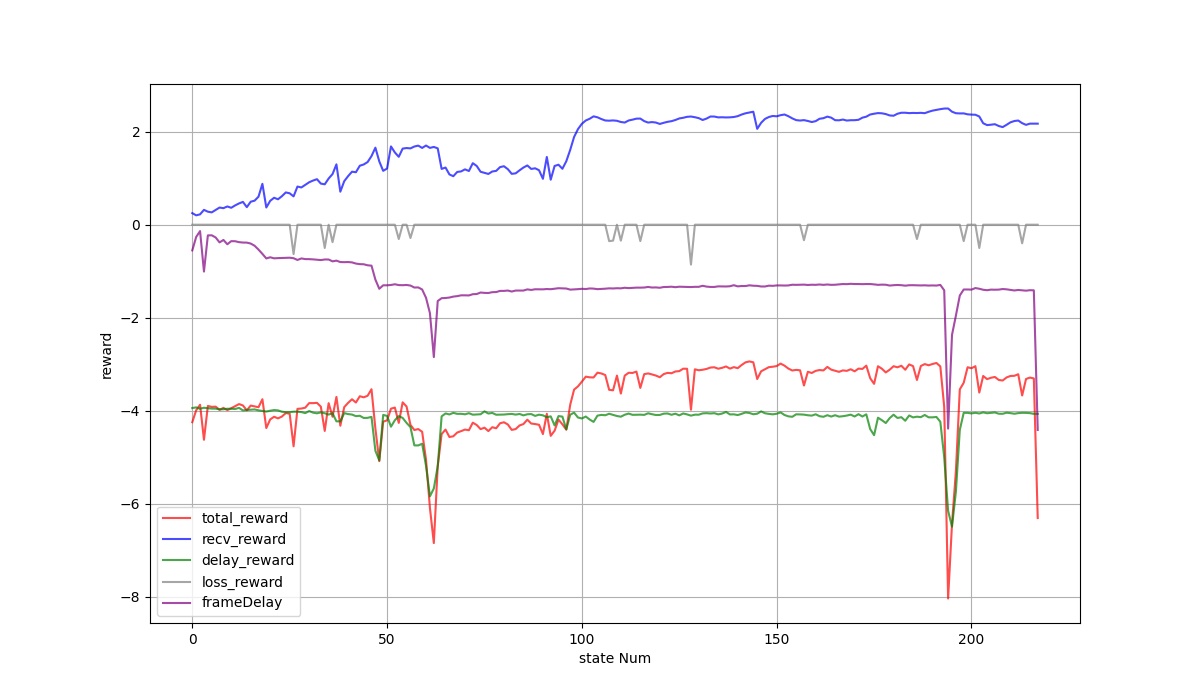 2
0
−2
−4
−6
−8
reward
0
50
100
150
200
state Num
total_reward
recv_reward
delay_reward
loss_reward
frameDelay